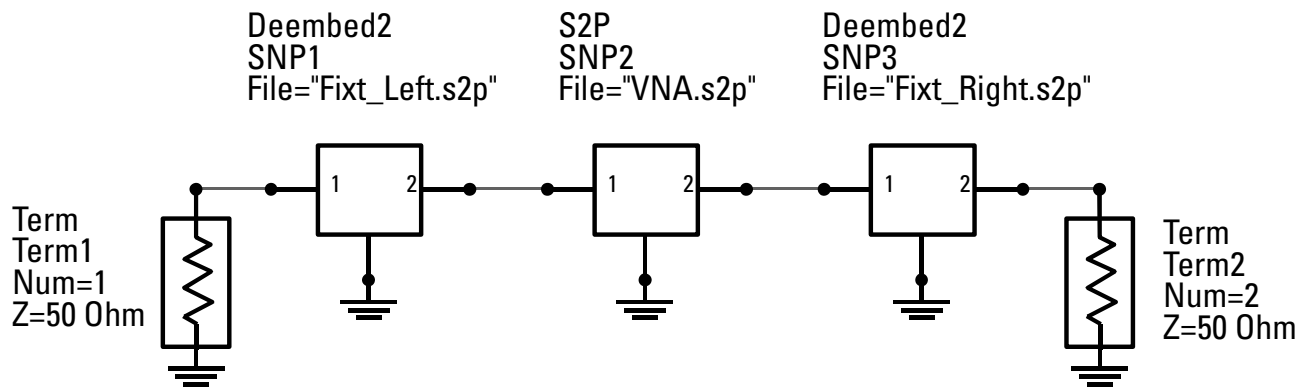 Deembed2
SNP1
File="Fixt_Left.s2p"
S2P
SNP2
File="VNA.s2p"
Deembed2
SNP3
File="Fixt_Right.s2p"
1 2
1 2
1 2
Term
Term1
Num=1
Z=50 Ohm
Term
Term2
Num=2
Z=50 Ohm